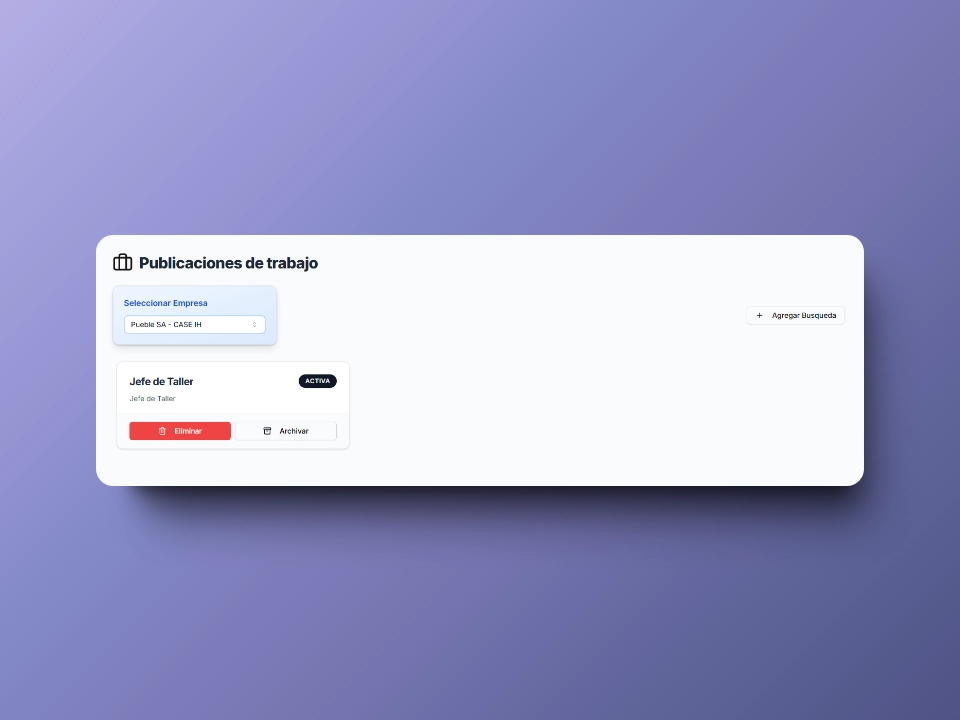 Publicaciones de trabajo
Seleccionar Empresa
Pueble SA - CASE IH
Agregar Busqueda
Jefe de Taller
ACTIVA
Jefe de Taller
Eliminar
Archivar